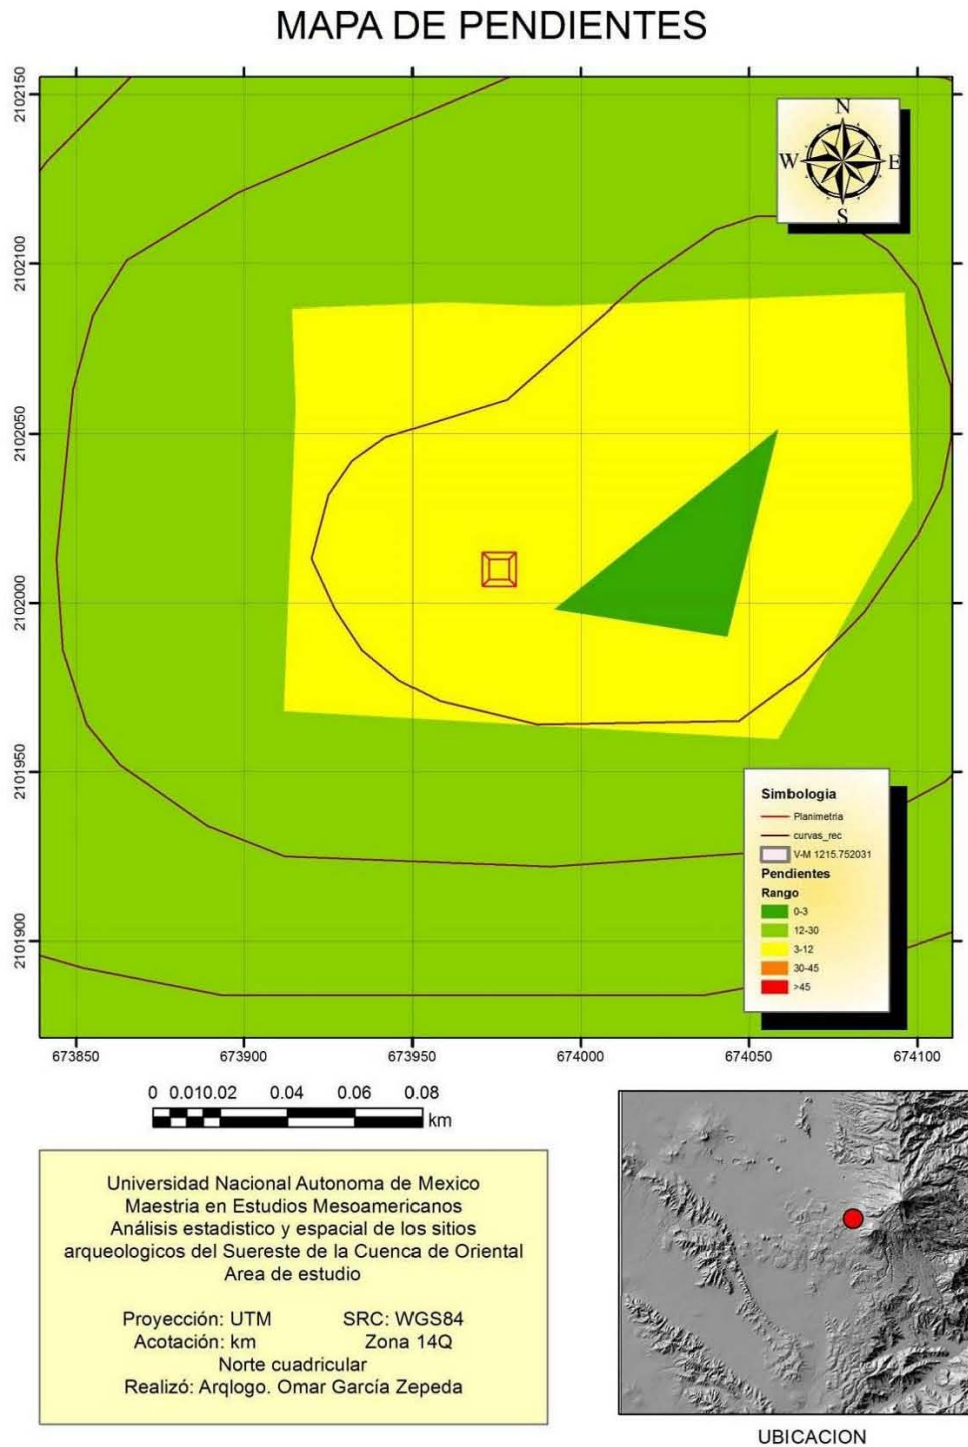 MAPA DE PENDIENTES
N
W E
S
2102150
2102100
2102050
2102000
2101950
2101900
673850 673900 673950 674000 674050 674100
Simbologia
Planimetria
curvas_rec
V-M 1215.752031
Pendientes
Rango
0-3
12-30
3-12
30-45
>45
0 0.010.02 0.04 0.06 0.08
km
Universidad Nacional Autonoma de Mexico
Maestria en Estudios Mesoamericanos
Análisis estadistico y espacial de los sitios
arqueologicos del Suereste de la Cuenca de Oriental
Area de estudio
Proyección: UTM SRC: WGS84
Acotación: km Zona 14Q
Norte cuadricular
Realizó: Arqlogo. Omar García Zepeda
UBICACION